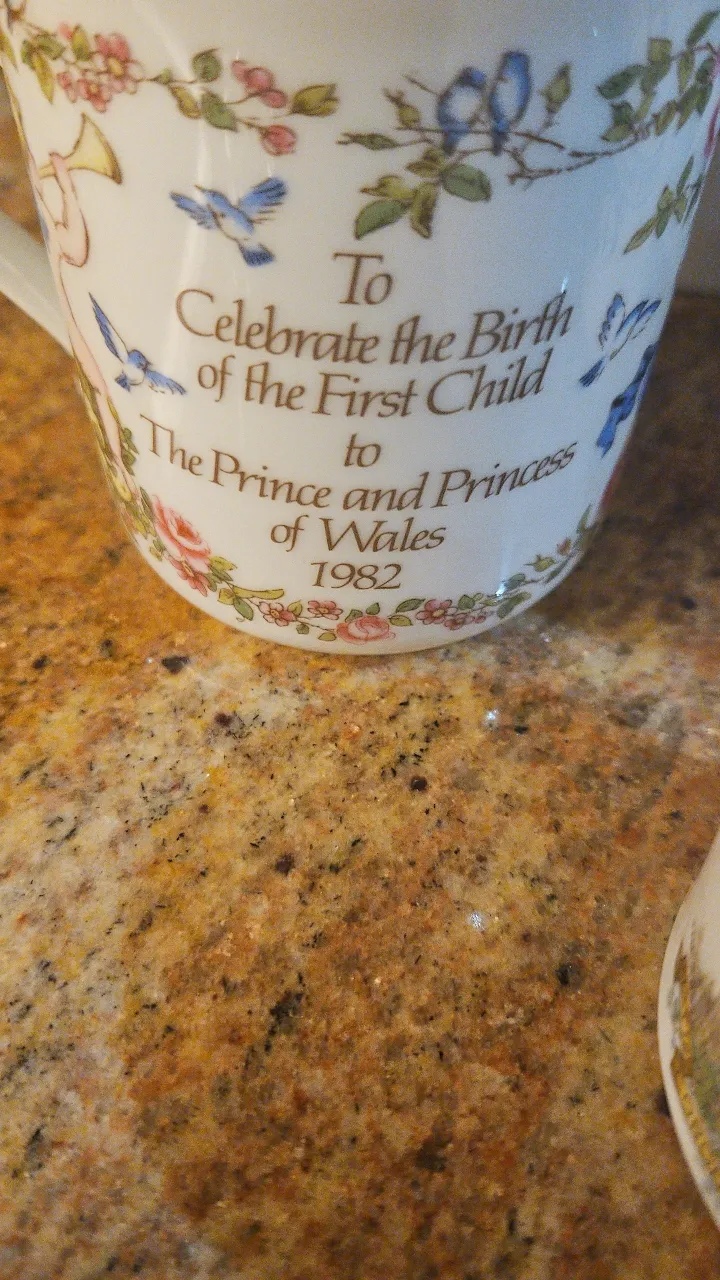 To
Celebrate the Birth
of the First Child
to
The Prince and Princess
of Wales
1982